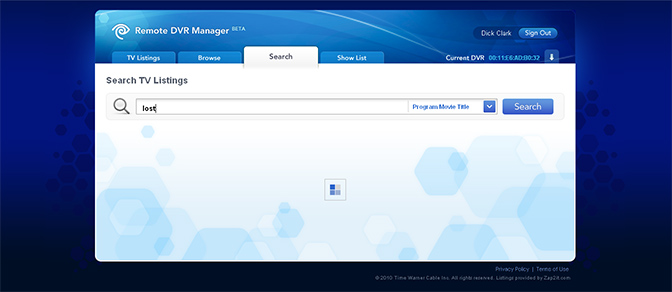 Remote DVR Manager BETA
Dick Clark Sign Out
TV Listings Browse Search Show List Current DVR 00:11:E6:AD:B0:32
Search TV Listings
lost Program/Movie Title Search
Privacy Policy | Terms of Use
© 2010 Time Warner Cable Inc. All rights reserved. Listings provided by Zap2it.com.